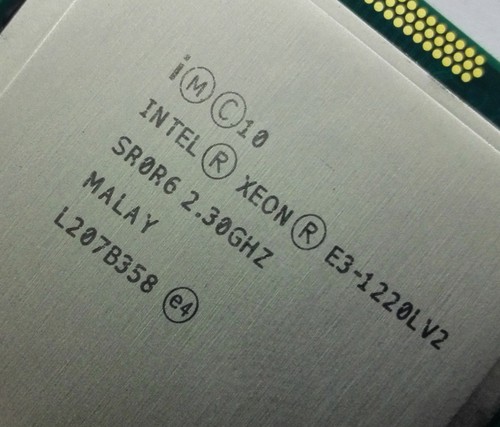 i Ⓜ Ⓒ 10
INTEL® XEON® E3-1220LV2
SR0R6 2.30GHZ
MALAY
L207B358 (e4)